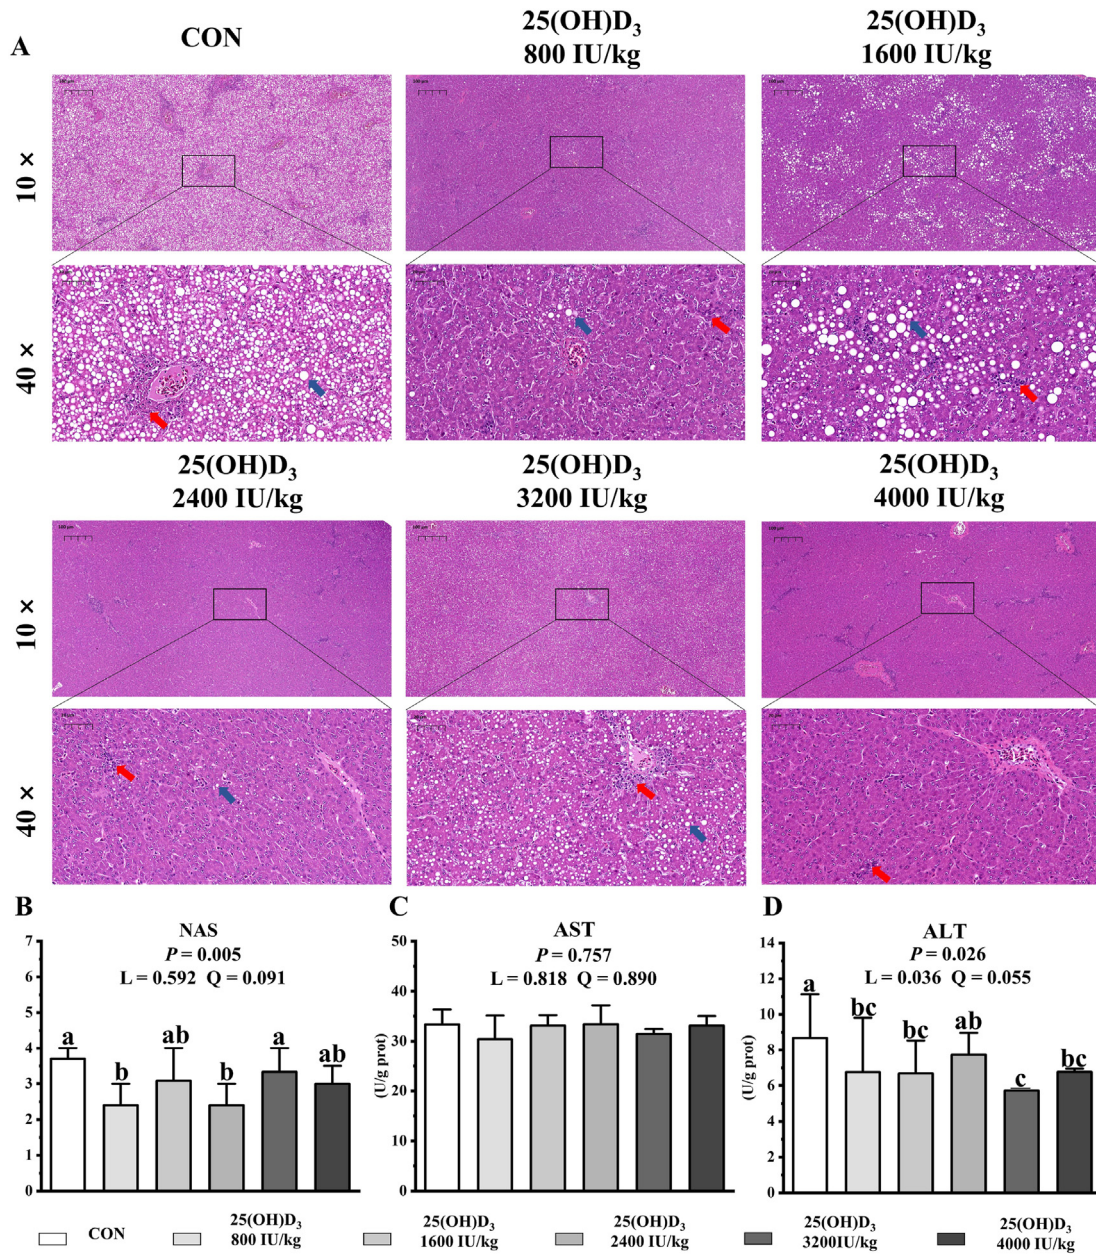 A
CON
25(OH)D3
800 IU/kg
25(OH)D3
1600 IU/kg
10 ×
40 ×
25(OH)D3
2400 IU/kg
25(OH)D3
3200 IU/kg
25(OH)D3
4000 IU/kg
10 ×
40 ×
B
NAS
P = 0.005
L = 0.592 Q = 0.091
7
6
5
4
3
2
1
0
a
b
ab
b
a
ab
C
AST
P = 0.757
L = 0.818 Q = 0.890
(U/g prot)
50
40
30
20
10
0
D
ALT
P = 0.026
L = 0.036 Q = 0.055
(U/g prot)
14
12
10
8
6
4
2
0
a
bc
bc
ab
c
bc
CON
25(OH)D3
800 IU/kg
25(OH)D3
1600 IU/kg
25(OH)D3
2400 IU/kg
25(OH)D3
3200IU/kg
25(OH)D3
4000 IU/kg